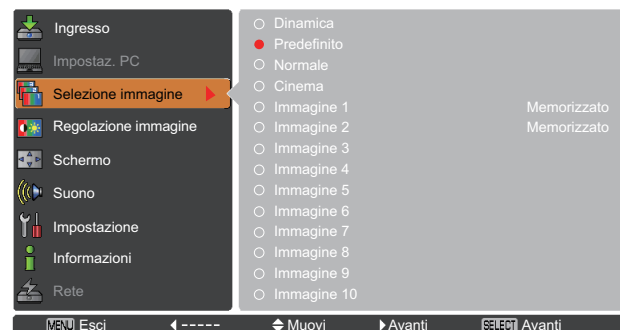 Ingresso
Impostaz. PC
Selezione immagine
Regolazione immagine
Schermo
Suono
Impostazione
Informazioni
Rete
Dinamica
Predefinito
Normale
Cinema
Immagine 1 Memorizzato
Immagine 2 Memorizzato
Immagine 3
Immagine 4
Immagine 5
Immagine 6
Immagine 7
Immagine 8
Immagine 9
Immagine 10
MENU Esci ----- Muovi Avanti SELECT Avanti